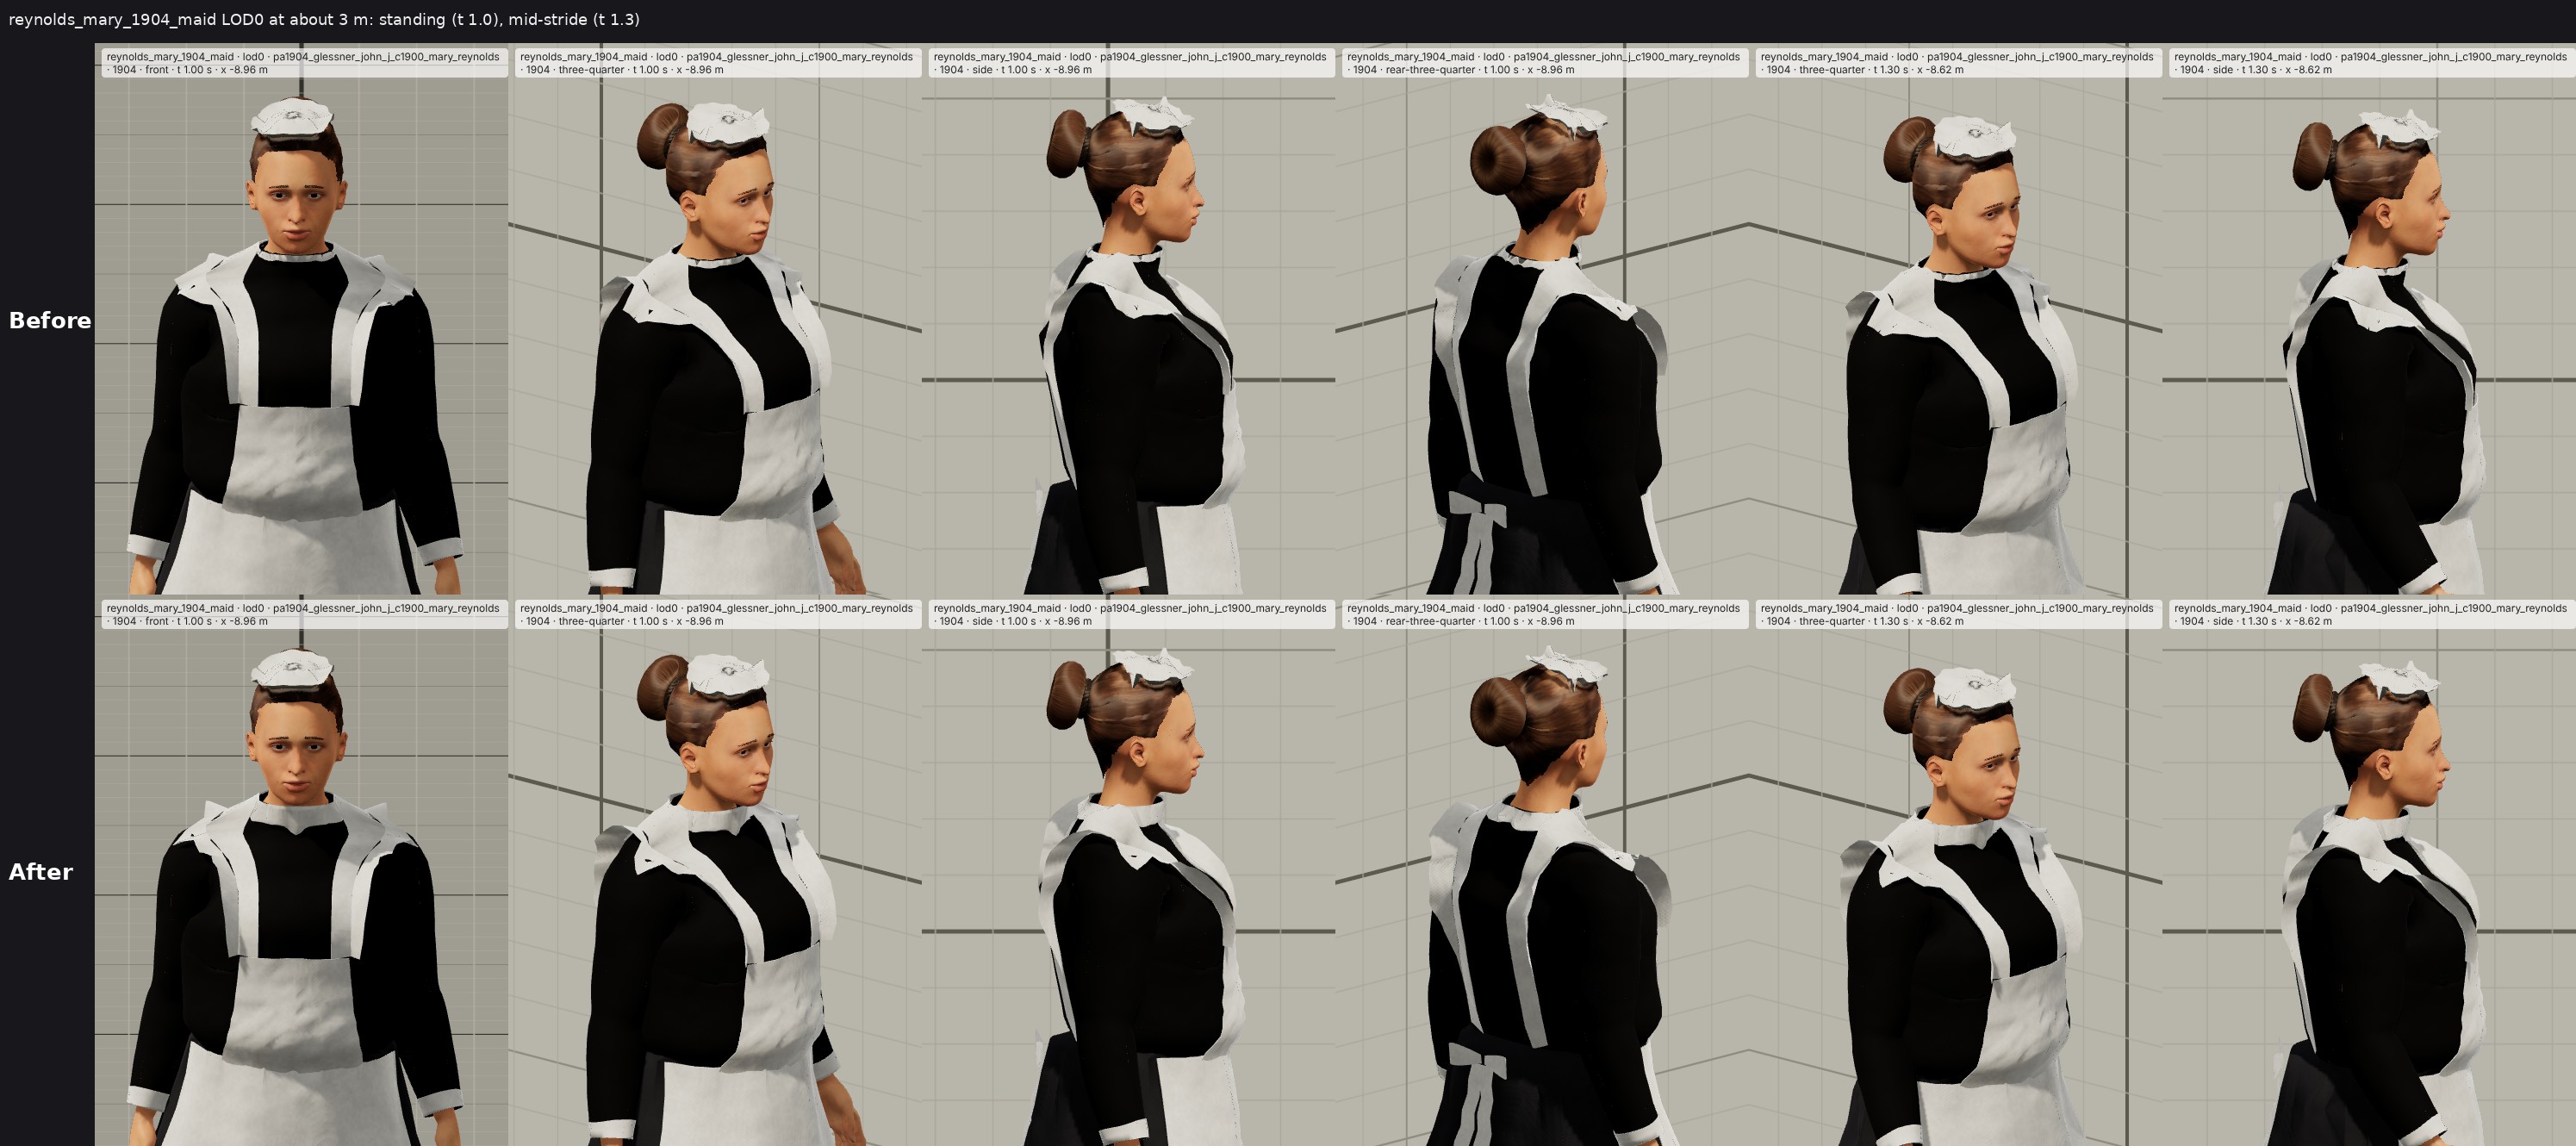 reynolds_mary_1904_maid LOD0 at about 3 m: standing (t 1.0), mid-stride (t 1.3)
reynolds_mary_1904_maid · lod0 · pa1904_glessner_john_j_c1900_mary_reynolds
· 1904 · front · t 1.00 s · x -8.96 m
reynolds_mary_1904_maid · lod0 · pa1904_glessner_john_j_c1900_mary_reynolds
· 1904 · three-quarter · t 1.00 s · x -8.96 m
reynolds_mary_1904_maid · lod0 · pa1904_glessner_john_j_c1900_mary_reynolds
· 1904 · side · t 1.00 s · x -8.96 m
reynolds_mary_1904_maid · lod0 · pa1904_glessner_john_j_c1900_mary_reynolds
· 1904 · rear-three-quarter · t 1.00 s · x -8.96 m
reynolds_mary_1904_maid · lod0 · pa1904_glessner_john_j_c1900_mary_reynolds
· 1904 · three-quarter · t 1.30 s · x -8.62 m
reynolds_mary_1904_maid · lod0 · pa1904_glessner_john_j_c1900_mary_reynolds
· 1904 · side · t 1.30 s · x -8.62 m
Before
reynolds_mary_1904_maid · lod0 · pa1904_glessner_john_j_c1900_mary_reynolds
· 1904 · front · t 1.00 s · x -8.96 m
reynolds_mary_1904_maid · lod0 · pa1904_glessner_john_j_c1900_mary_reynolds
· 1904 · three-quarter · t 1.00 s · x -8.96 m
reynolds_mary_1904_maid · lod0 · pa1904_glessner_john_j_c1900_mary_reynolds
· 1904 · side · t 1.00 s · x -8.96 m
reynolds_mary_1904_maid · lod0 · pa1904_glessner_john_j_c1900_mary_reynolds
· 1904 · rear-three-quarter · t 1.00 s · x -8.96 m
reynolds_mary_1904_maid · lod0 · pa1904_glessner_john_j_c1900_mary_reynolds
· 1904 · three-quarter · t 1.30 s · x -8.62 m
reynolds_mary_1904_maid · lod0 · pa1904_glessner_john_j_c1900_mary_reynolds
· 1904 · side · t 1.30 s · x -8.62 m
After